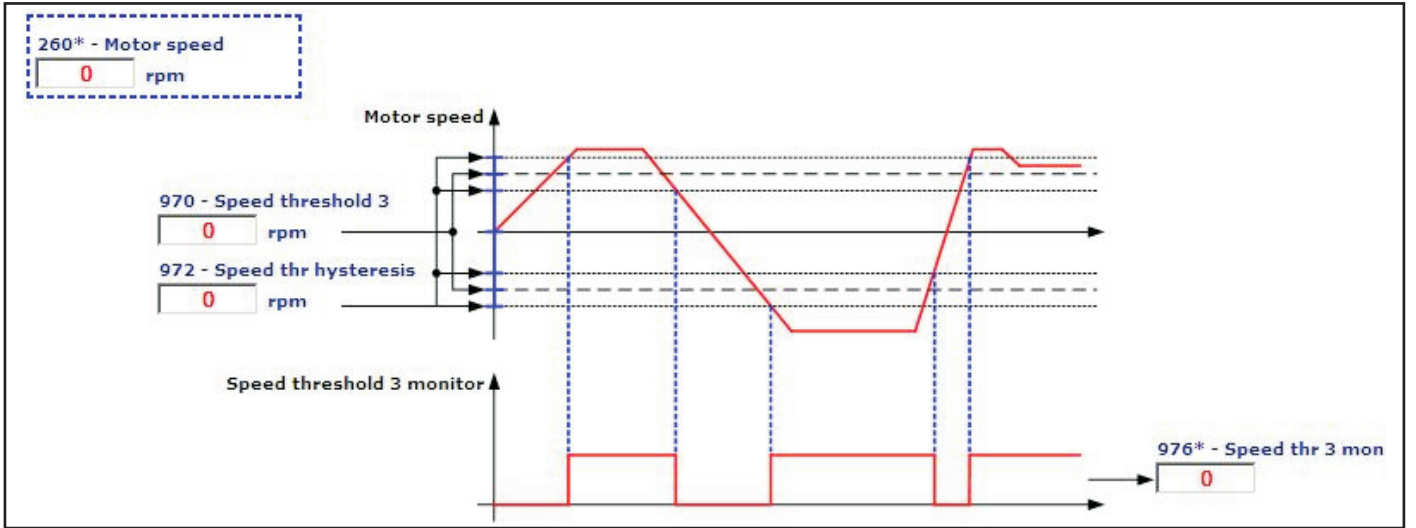 260* - Motor speed
0 rpm
Motor speed
970 - Speed threshold 3
0 rpm
972 - Speed thr hysteresis
0 rpm
Speed threshold 3 monitor
976* - Speed thr 3 mon
0